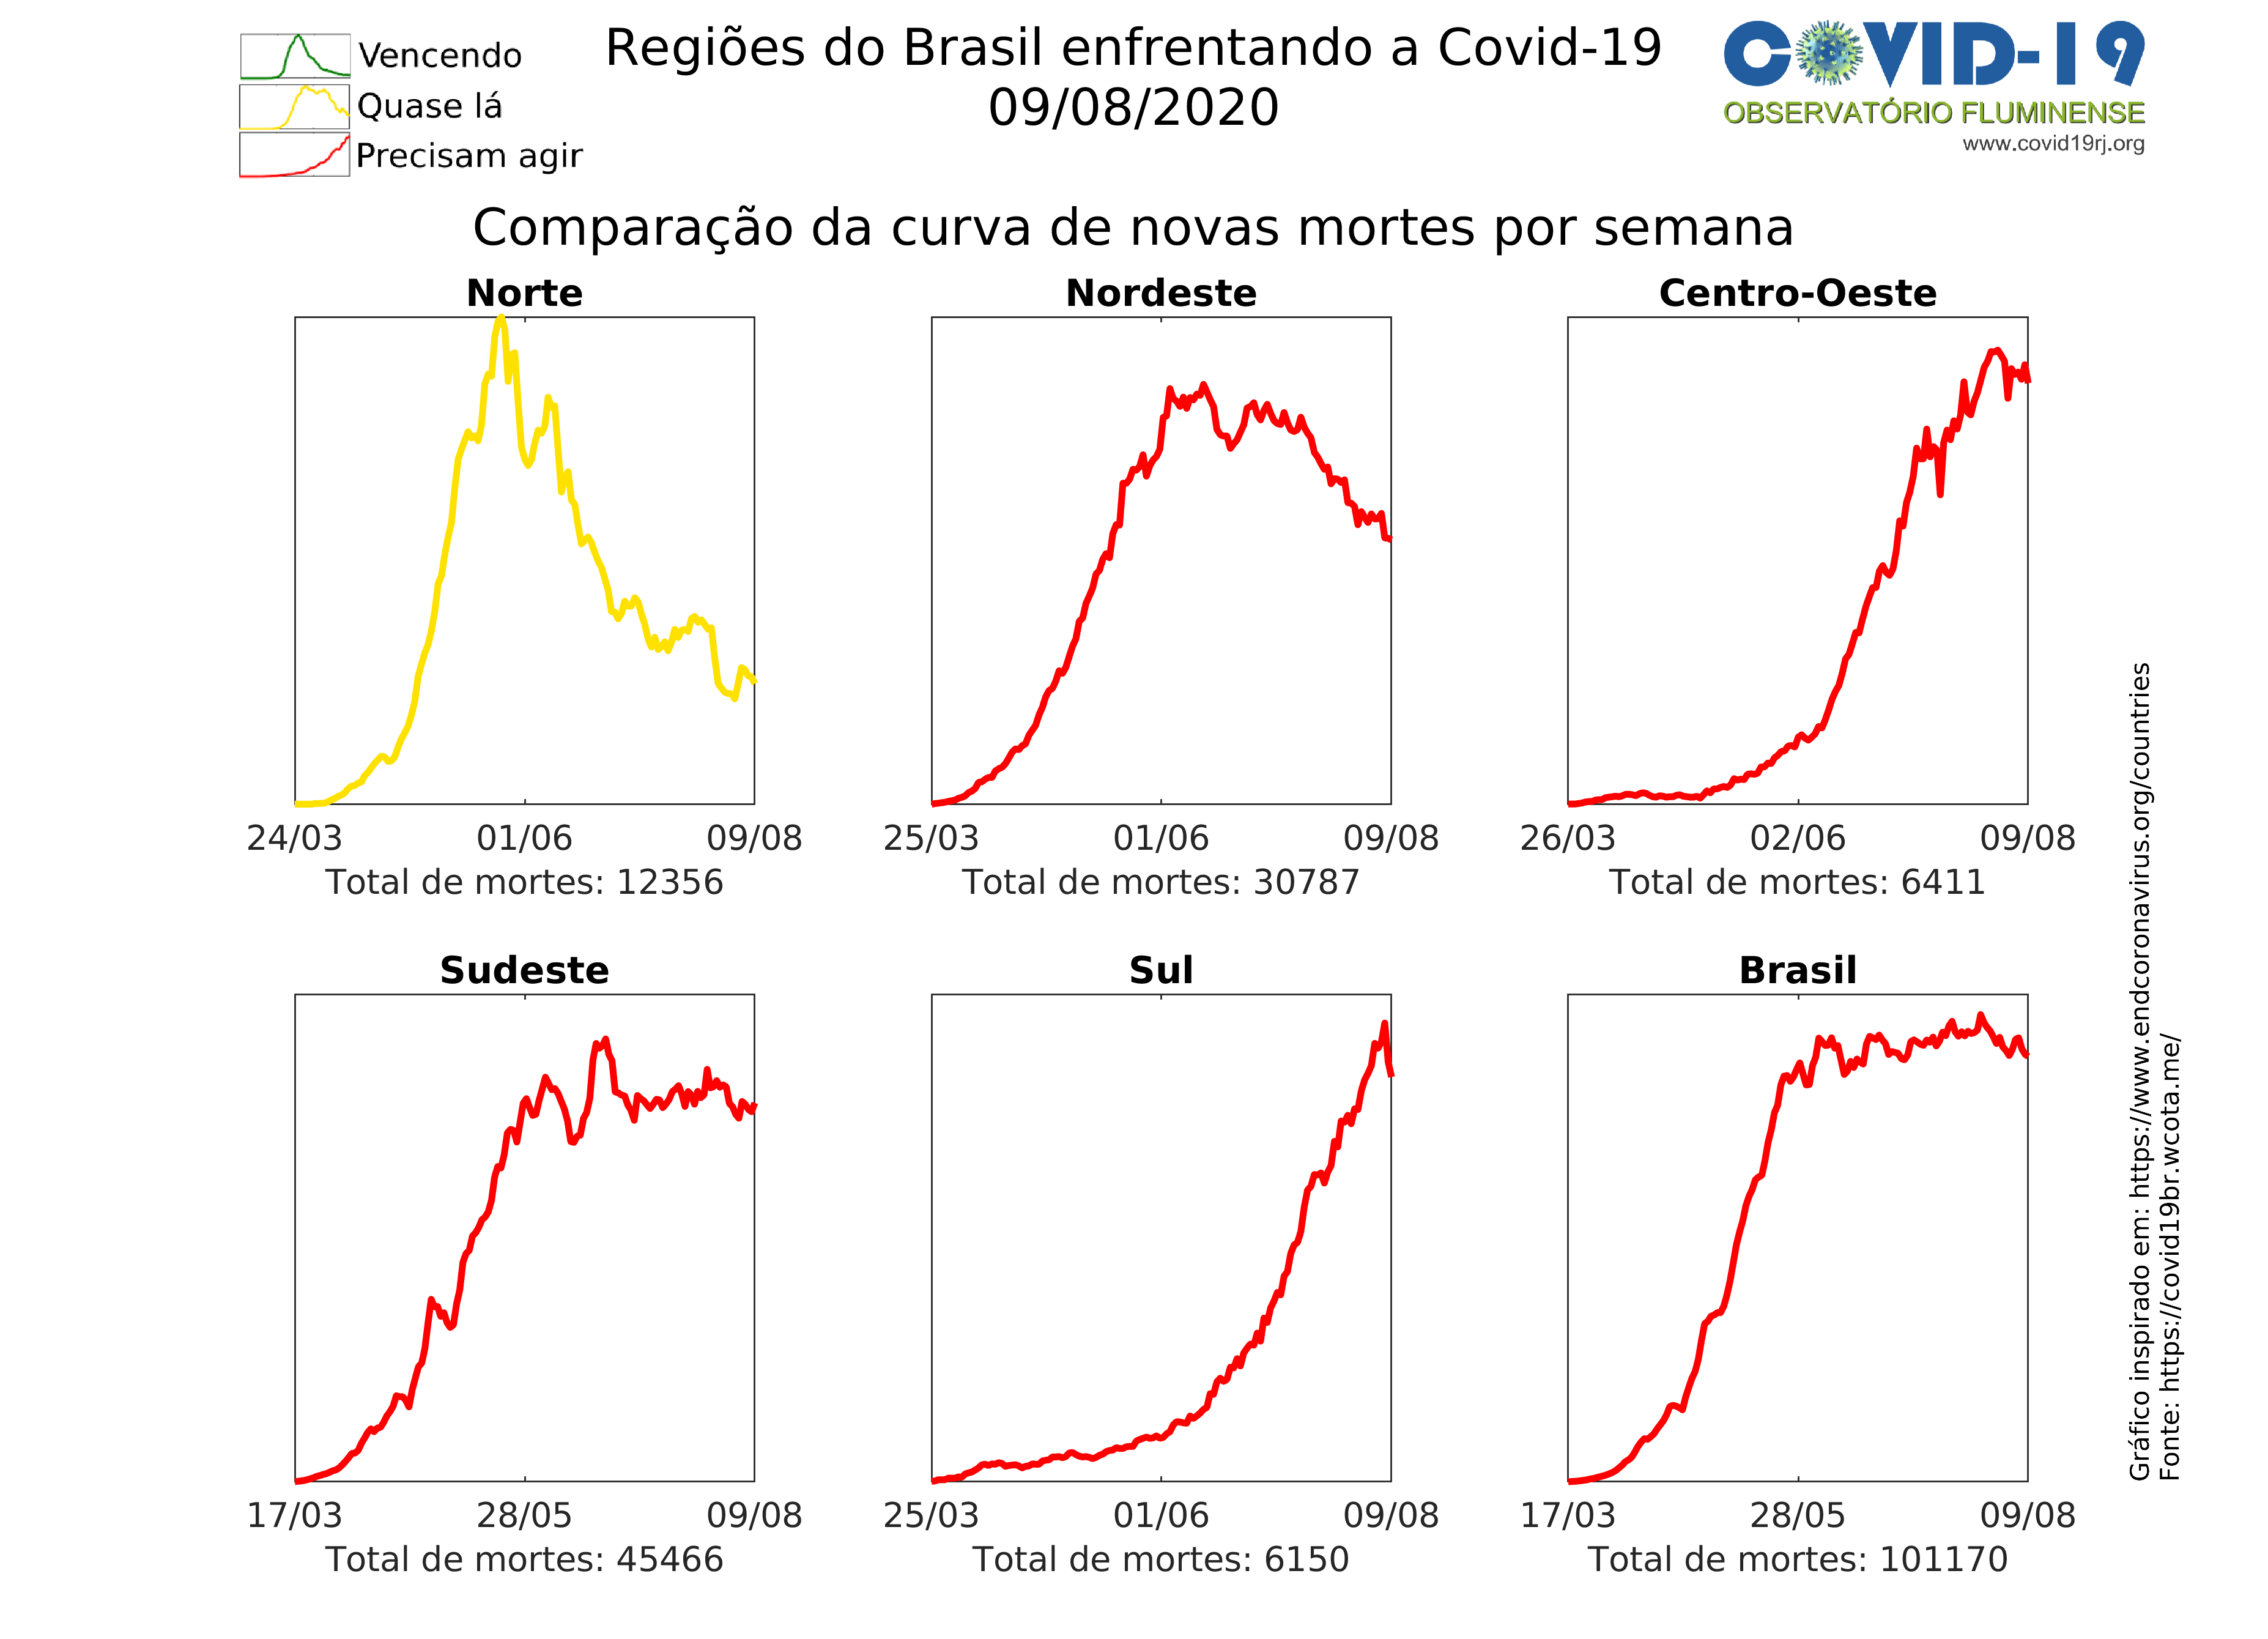 Vencendo
Quase lá
Precisam agir
Regiões do Brasil enfrentando a Covid-19
09/08/2020
COVID-19
OBSERVATÓRIO FLUMINENSE
www.covid19rj.org
Comparação da curva de novas mortes por semana
Norte
24/03 01/06 09/08
Total de mortes: 12356
Nordeste
25/03 01/06 09/08
Total de mortes: 30787
Centro-Oeste
26/03 02/06 09/08
Total de mortes: 6411
Sudeste
17/03 28/05 09/08
Total de mortes: 45466
Sul
25/03 01/06 09/08
Total de mortes: 6150
Brasil
17/03 28/05 09/08
Total de mortes: 101170
Gráfico inspirado em: https://www.endcoronavirus.org/countries
Fonte: https://covid19br.wcota.me/